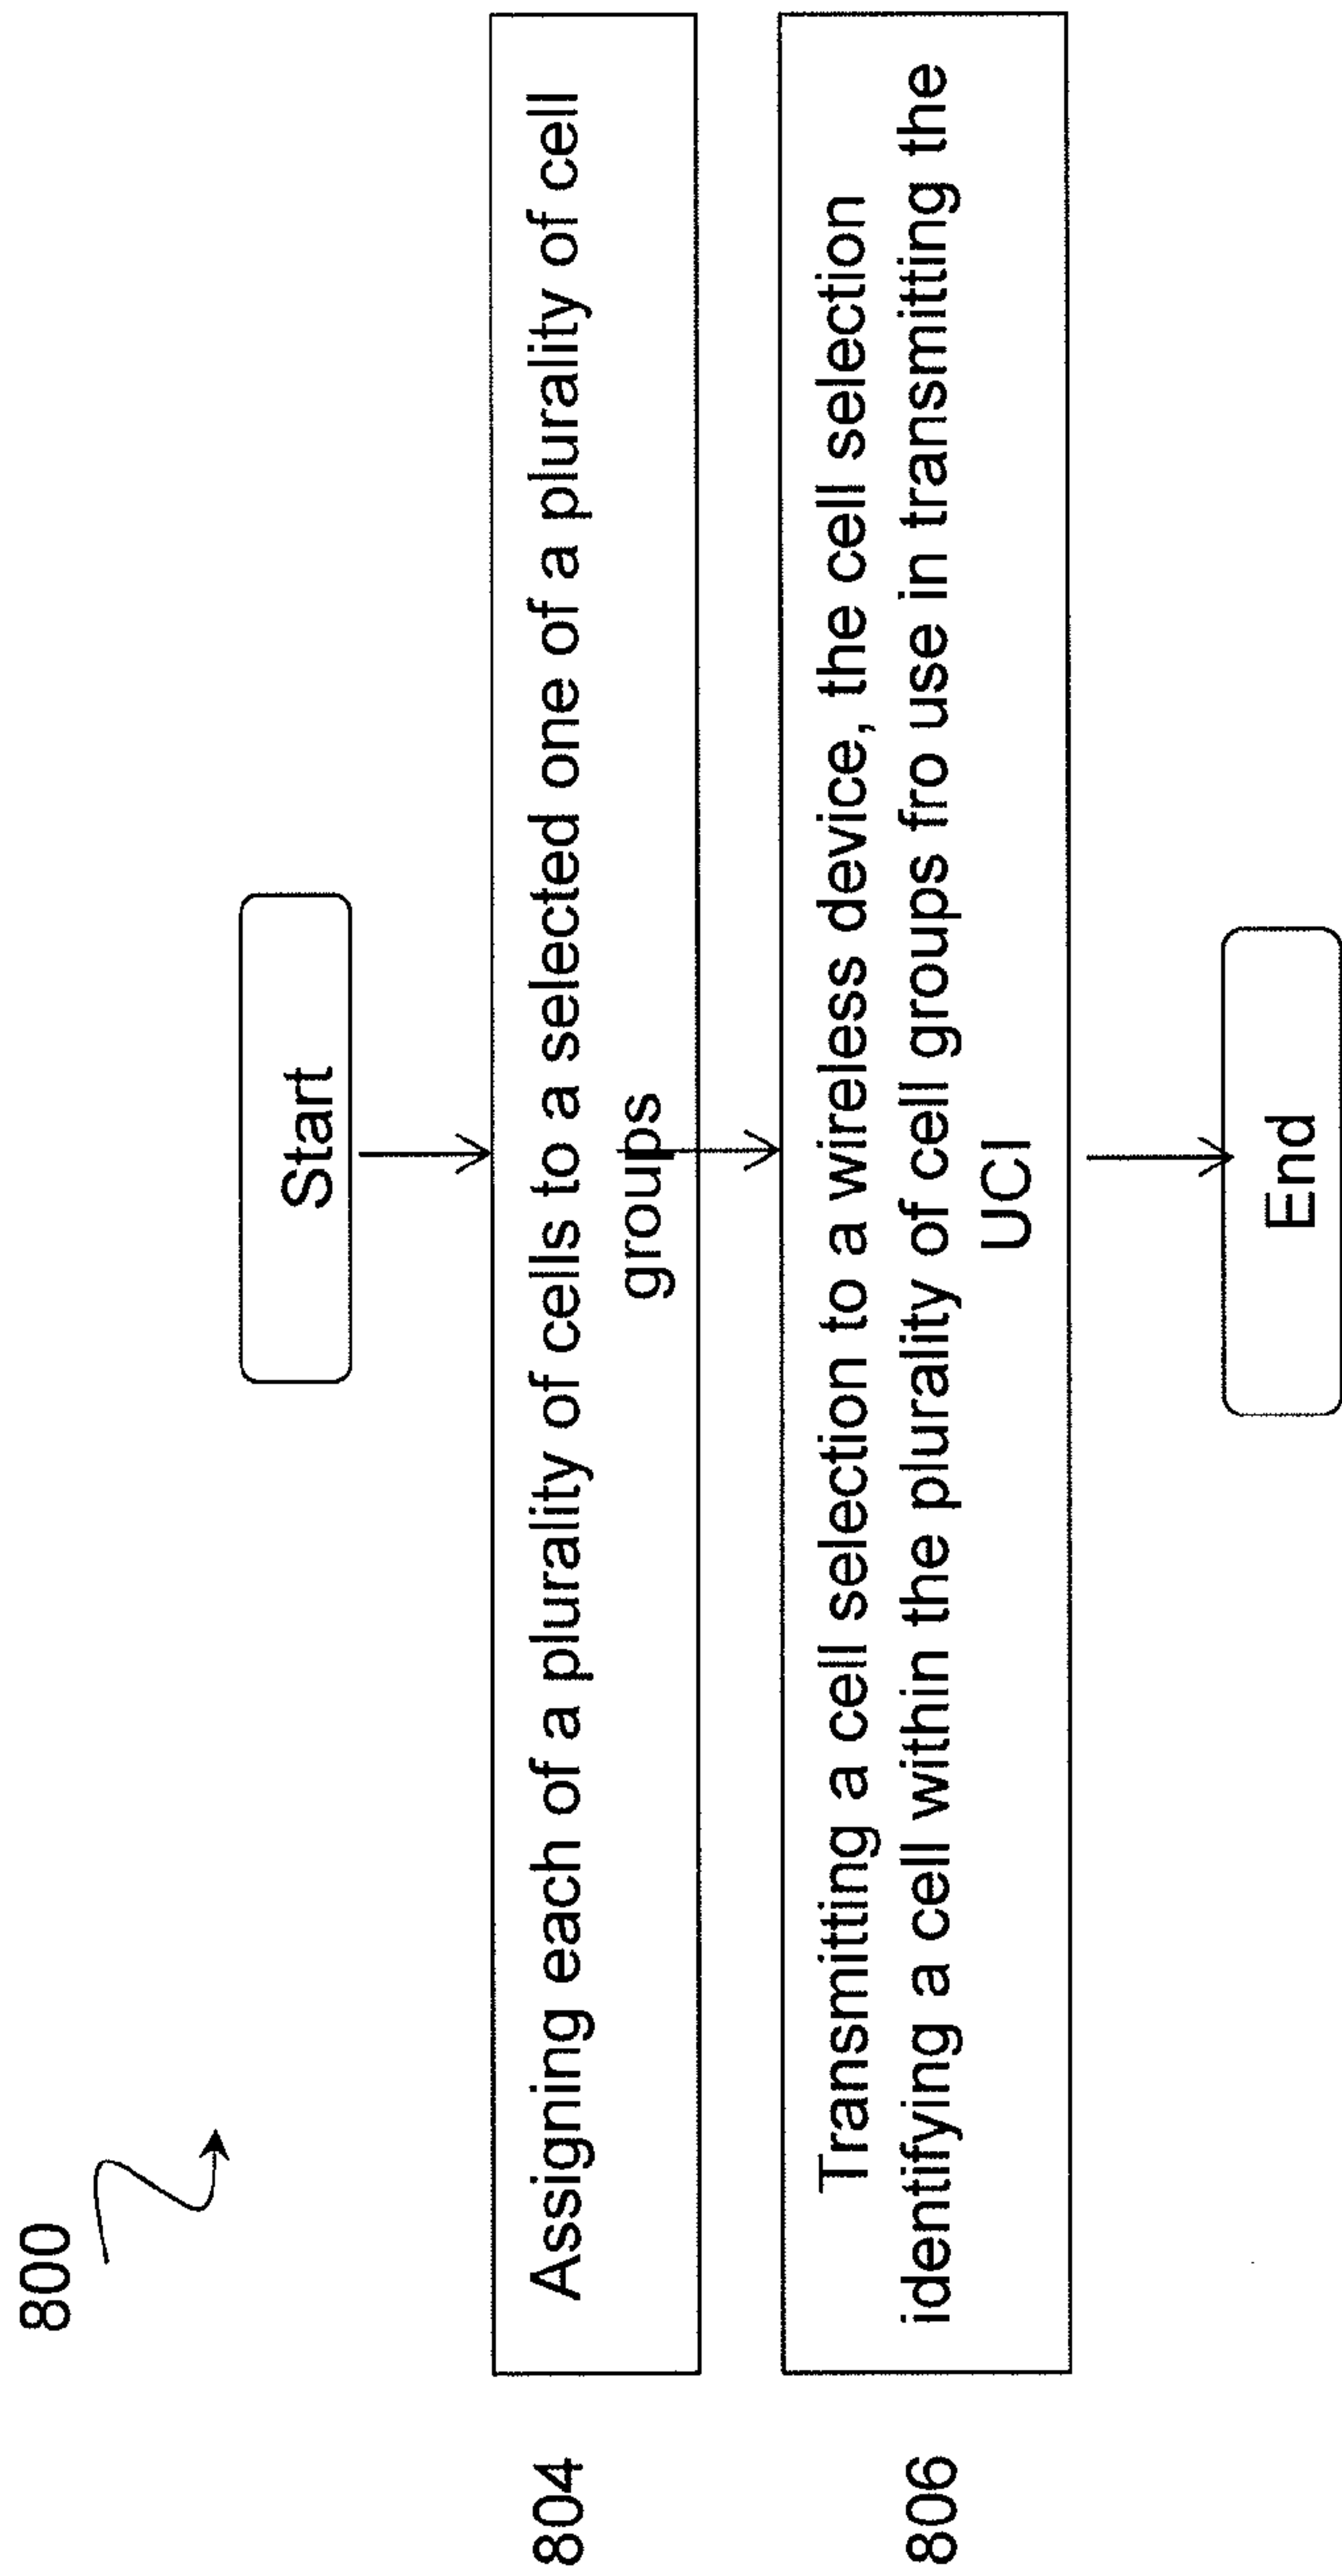 800
Start
804
Assigning each of a plurality of cells to a selected one of a plurality of cell
groups
806
Transmitting a cell selection to a wireless device, the cell selection
identifying a cell within the plurality of cell groups fro use in transmitting the
UCI
End